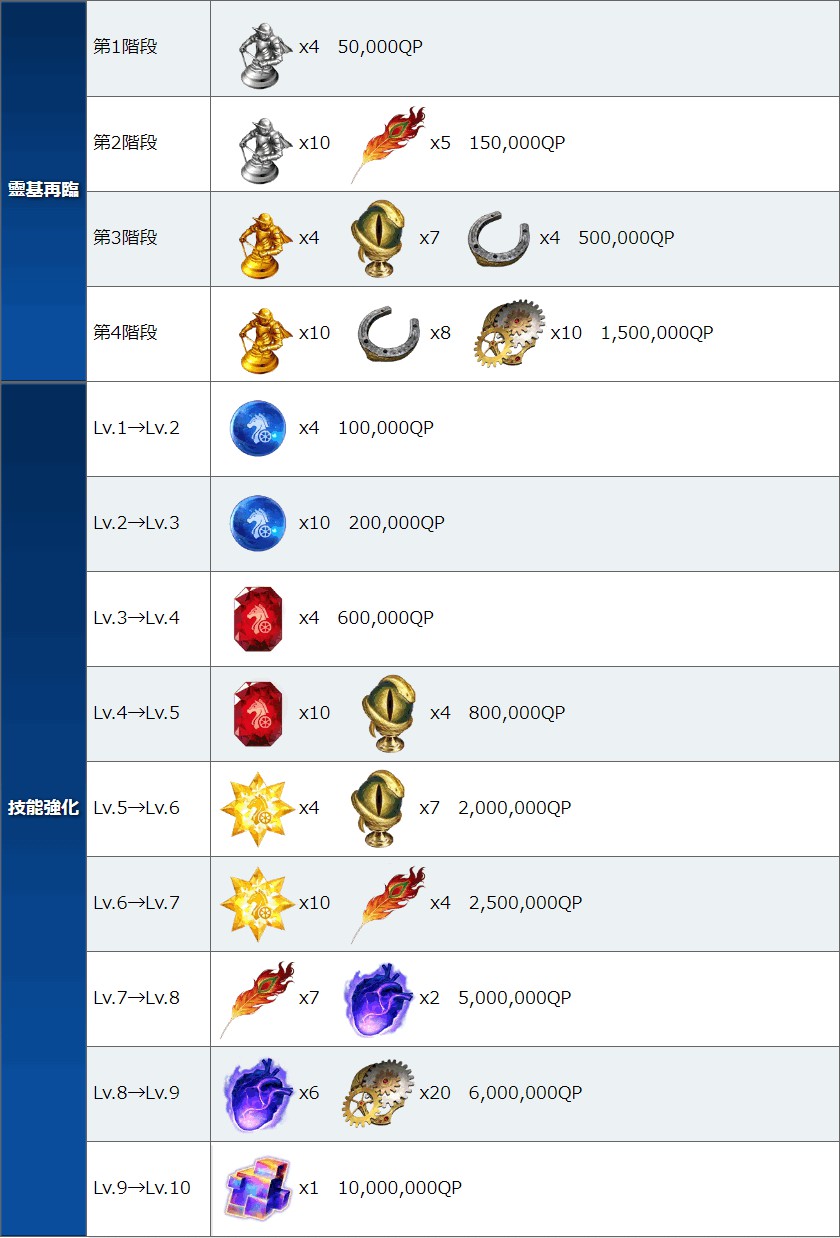 靈基再臨
第1階段 x4 50,000QP
第2階段 x10 x5 150,000QP
第3階段 x4 x7 x4 500,000QP
第4階段 x10 x8 x10 1,500,000QP
技能強化
Lv.1→Lv.2 x4 100,000QP
Lv.2→Lv.3 x10 200,000QP
Lv.3→Lv.4 x4 600,000QP
Lv.4→Lv.5 x10 x4 800,000QP
Lv.5→Lv.6 x4 x7 2,000,000QP
Lv.6→Lv.7 x10 x4 2,500,000QP
Lv.7→Lv.8 x7 x2 5,000,000QP
Lv.8→Lv.9 x6 x20 6,000,000QP
Lv.9→Lv.10 x1 10,000,000QP